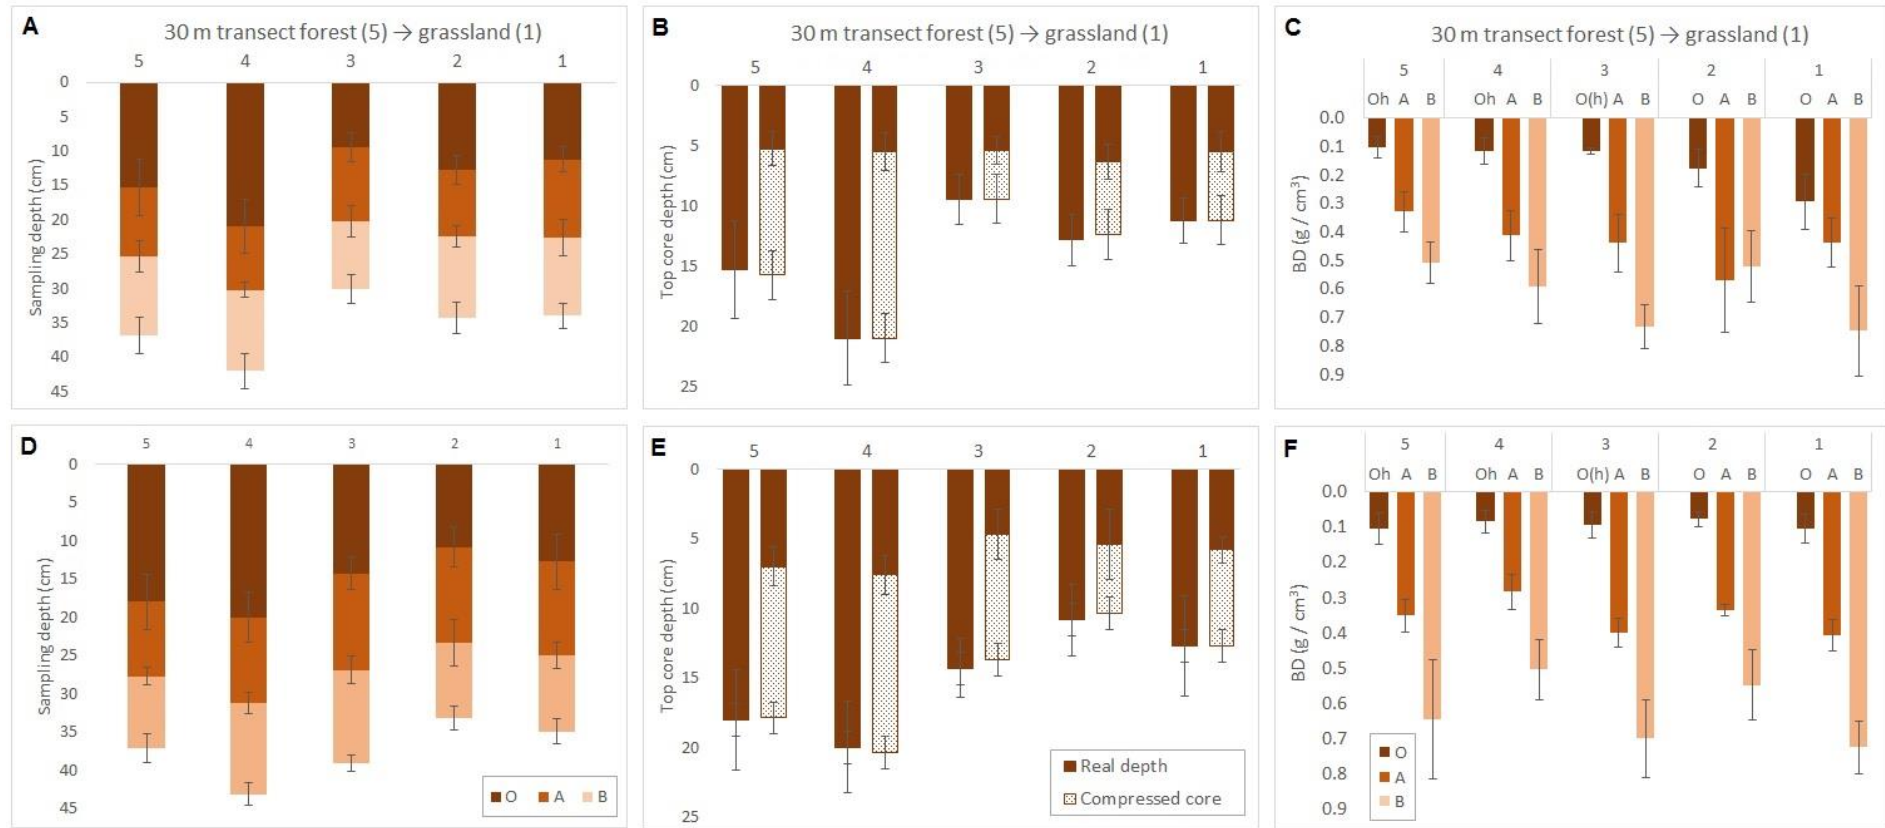 A
30 m transect forest (5) → grassland (1)
5 4 3 2 1
0
5
10
15
20
25
30
35
40
45
Sampling depth (cm)
B
30 m transect forest (5) → grassland (1)
5 4 3 2 1
0
5
10
15
20
25
Top core depth (cm)
C
30 m transect forest (5) → grassland (1)
5 4 3 2 1
Oh A B Oh A B O(h) A B O A B O A B
0.0
0.1
0.2
0.3
0.4
0.5
0.6
0.7
0.8
0.9
BD (g / cm³)
D
5 4 3 2 1
0
5
10
15
20
25
30
35
40
45
Sampling depth (cm)
O A B
E
5 4 3 2 1
0
5
10
15
20
25
Top core depth (cm)
Real depth
Compressed core
F
5 4 3 2 1
Oh A B Oh A B O(h) A B O A B O A B
0.0
0.1
0.2
0.3
0.4
0.5
0.6
0.7
0.8
0.9
BD (g / cm³)
O
A
B